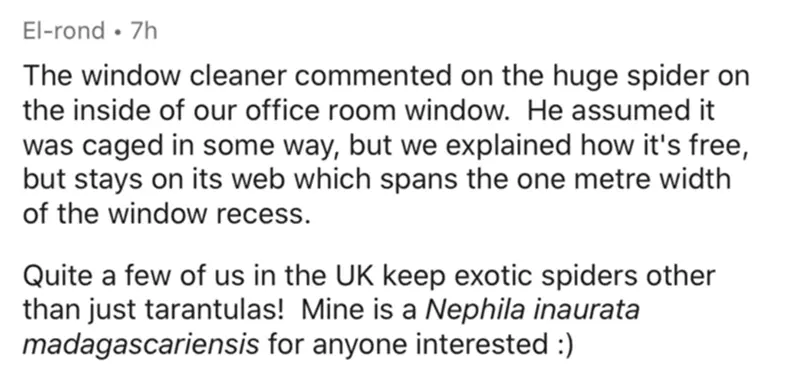 El-rond • 7h
The window cleaner commented on the huge spider on
the inside of our office room window.  He assumed it
was caged in some way, but we explained how it's free,
but stays on its web which spans the one metre width
of the window recess.
Quite a few of us in the UK keep exotic spiders other
than just tarantulas!  Mine is a Nephila inaurata
madagascariensis for anyone interested :)